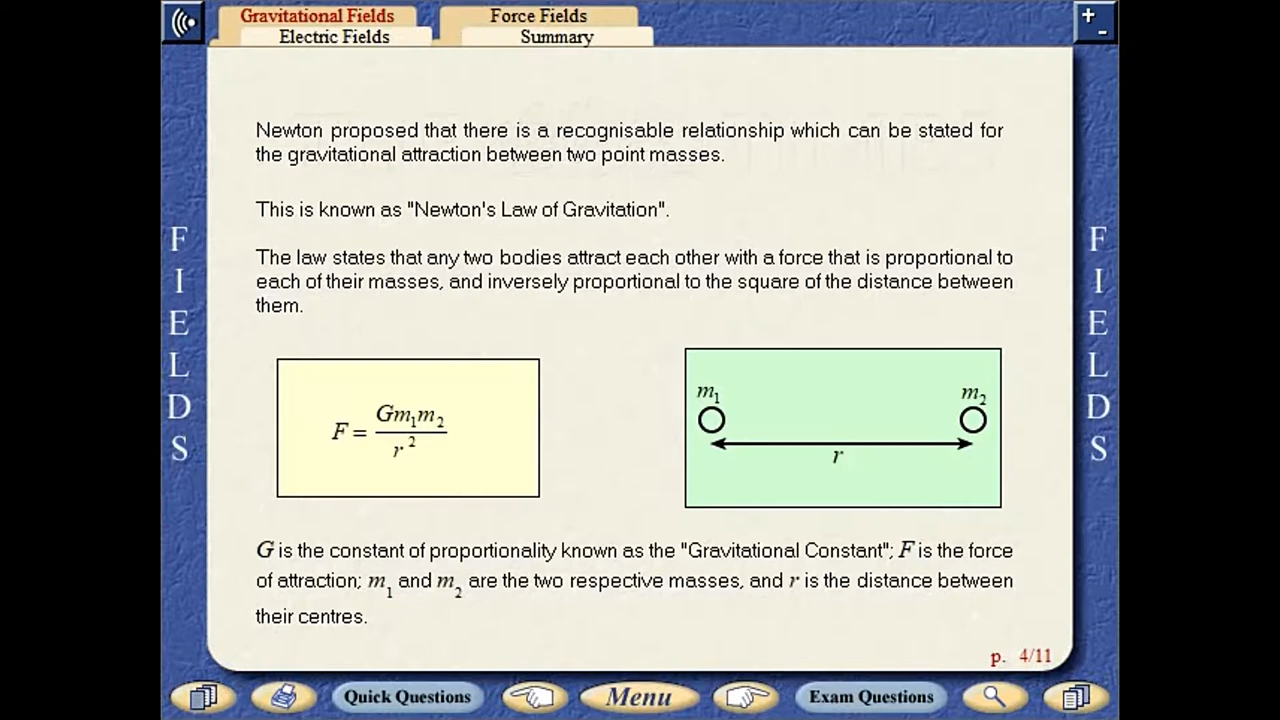 Gravitational Fields
Force Fields
Electric Fields
Summary
+
-
FIELDS
FIELDS
Newton proposed that there is a recognisable relationship which can be stated for
the gravitational attraction between two point masses.
This is known as "Newton's Law of Gravitation".
The law states that any two bodies attract each other with a force that is proportional to
each of their masses, and inversely proportional to the square of the distance between
them.
F = Gm₁m₂ / r²
m₁
m₂
r
G is the constant of proportionality known as the "Gravitational Constant"; F is the force
of attraction; m₁ and m₂ are the two respective masses, and r is the distance between
their centres.
p. 4/11
Quick Questions
Menu
Exam Questions